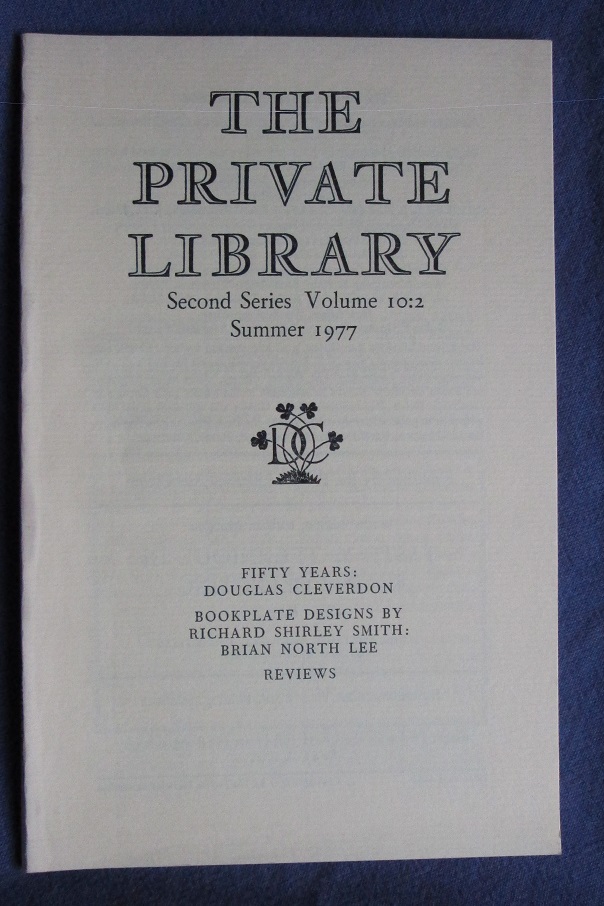 THE
PRIVATE
LIBRARY
Second Series Volume 10:2
Summer 1977
DC
FIFTY YEARS:
DOUGLAS CLEVERDON
BOOKPLATE DESIGNS BY
RICHARD SHIRLEY SMITH:
BRIAN NORTH LEE
REVIEWS